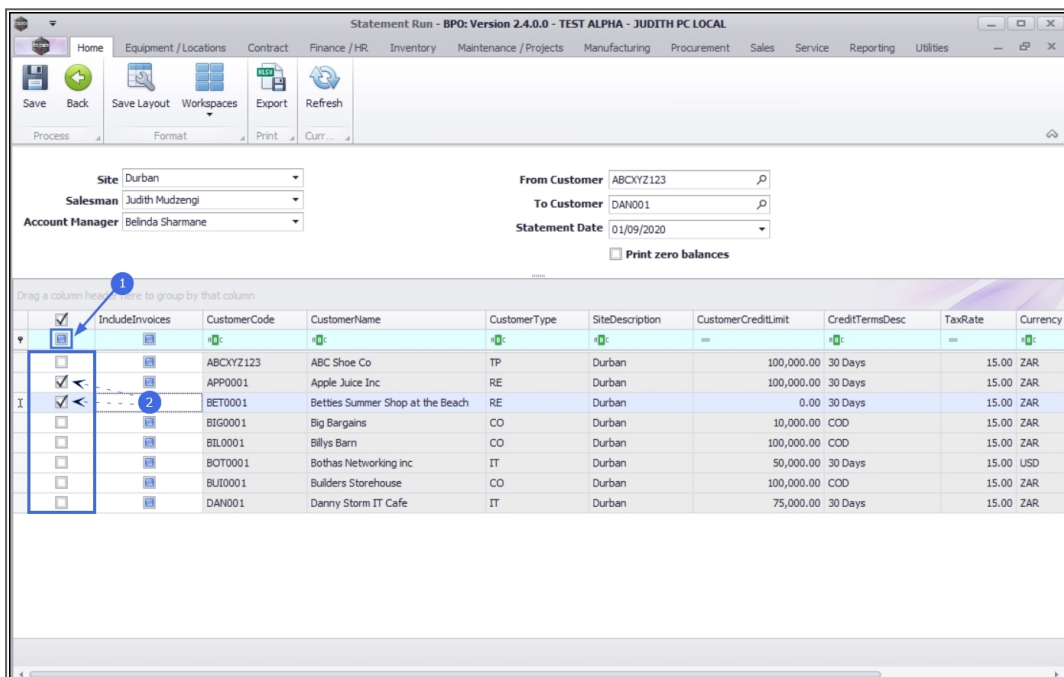 Statement Run - BPO: Version 2.4.0.0 - TEST ALPHA - JUDITH PC LOCAL
Home Equipment / Locations Contract Finance / HR Inventory Maintenance / Projects Manufacturing Procurement Sales Service Reporting Utilities
Save Back Save Layout Workspaces Export Refresh
Process Format Print Curr...
Site Durban From Customer ABCXYZ123
Salesman Judith Mudzengi To Customer DAN001
Account Manager Belinda Sharmane Statement Date 01/09/2020
Print zero balances
1
Drag a column header here to group by that column
IncludeInvoices CustomerCode CustomerName CustomerType SiteDescription CustomerCreditLimit CreditTermsDesc TaxRate Currency
ABCXYZ123 ABC Shoe Co TP Durban 100,000.00 30 Days 15.00 ZAR
APP0001 Apple Juice Inc RE Durban 100,000.00 30 Days 15.00 ZAR
2 BET0001 Betties Summer Shop at the Beach RE Durban 0.00 30 Days 15.00 ZAR
BIG0001 Big Bargains CO Durban 10,000.00 COD 15.00 ZAR
BIL0001 Billys Barn CO Durban 100,000.00 COD 15.00 ZAR
BOT0001 Bothas Networking inc IT Durban 50,000.00 30 Days 15.00 USD
BUI0001 Builders Storehouse CO Durban 100,000.00 COD 15.00 ZAR
DAN001 Danny Storm IT Cafe IT Durban 75,000.00 30 Days 15.00 ZAR